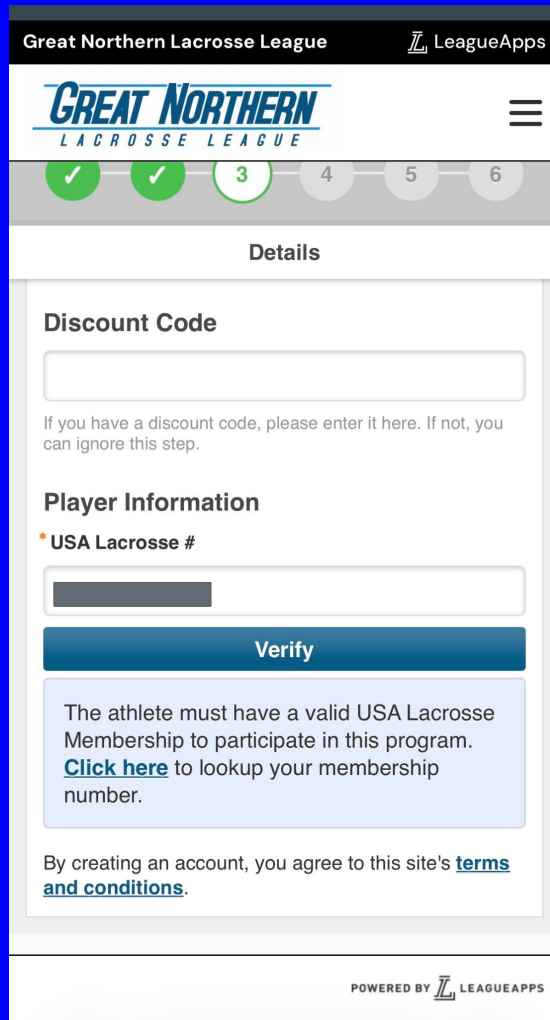 Great Northern Lacrosse League
LeagueApps
GREAT NORTHERN
LACROSSE LEAGUE
3 4 5 6
Details
Discount Code
If you have a discount code, please enter it here. If not, you
can ignore this step.
Player Information
* USA Lacrosse #
Verify
The athlete must have a valid USA Lacrosse
Membership to participate in this program.
Click here to lookup your membership
number.
By creating an account, you agree to this site's terms
and conditions.
POWERED BY LEAGUEAPPS